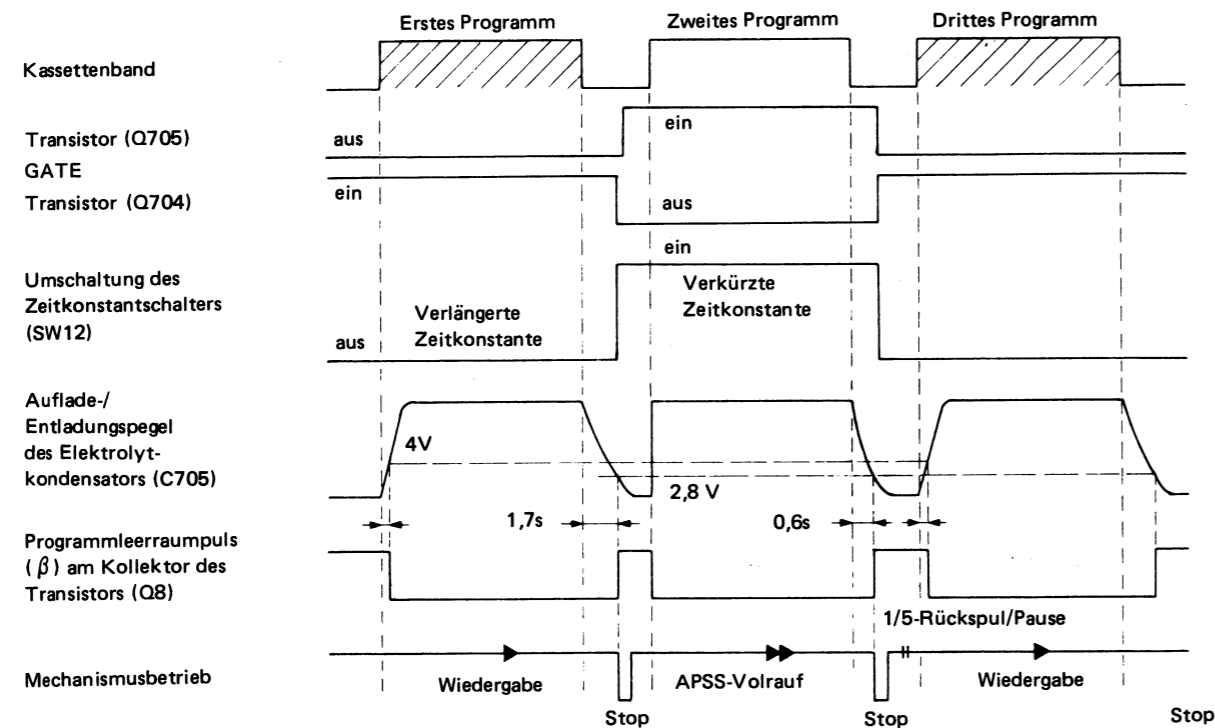 Erstes Programm
Zweites Programm
Drittes Programm
Kassettenband
Transistor (Q705)
aus
ein
GATE
Transistor (Q704)
ein
aus
ein
Umschaltung des
Zeitkonstantschalters
(SW12)
Verlängerte
Zeitkonstante
Verkürzte
Zeitkonstante
aus
Auflade-/
Entladungspegel
des Elektrolyt-
kondensators (C705)
4V
2,8 V
1,7s
0,6s
Programmleerraumpuls
(β) am Kollektor des
Transistors (Q8)
1/5-Rückspul/Pause
Mechanismusbetrieb
Wiedergabe
APSS-Volrauf
Wiedergabe
Stop
Stop
Stop